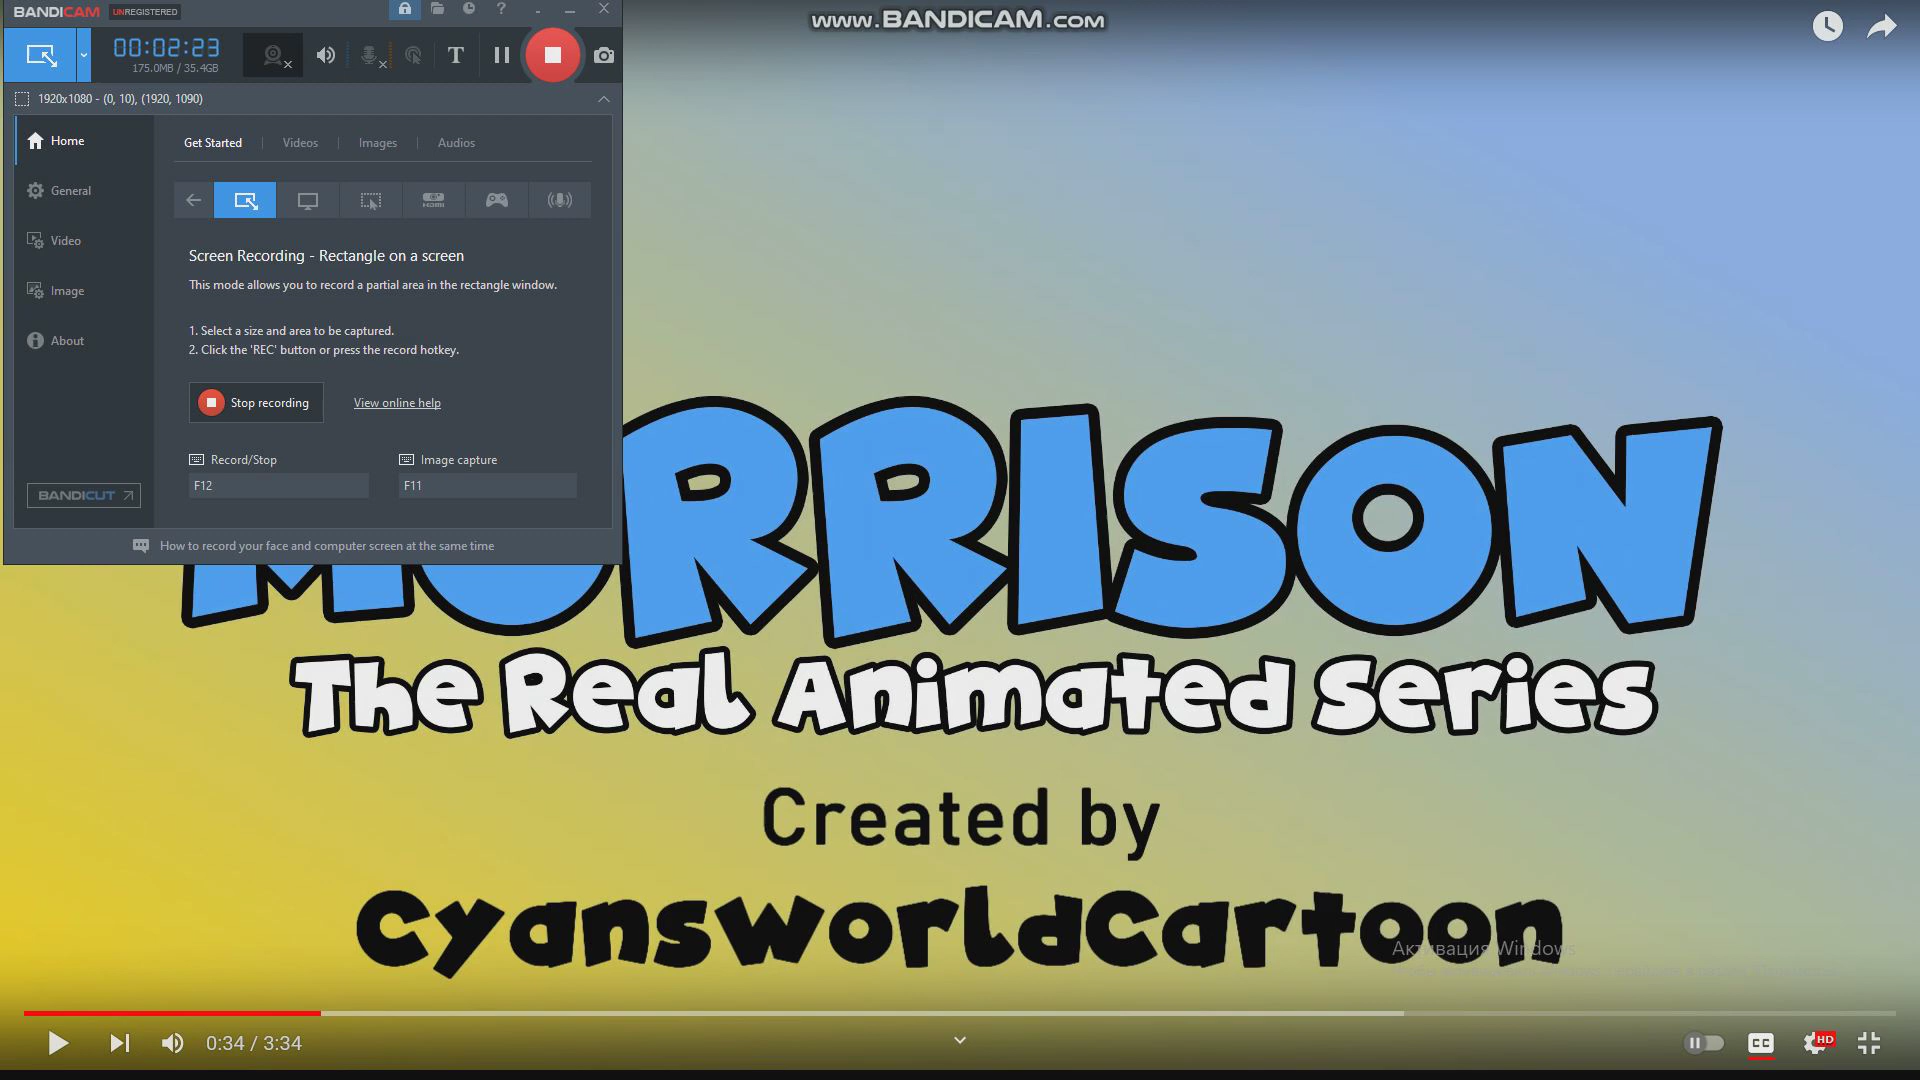 BANDICAM UNREGISTERED
www.BANDICAM.com
00:02:23
175.0MB / 35.4GB
T
1920x1080 - (0, 10), (1920, 1090)
Home
General
Video
Image
About
BANDICUT
Get Started
Videos
Images
Audios
HDMI
Screen Recording - Rectangle on a screen
This mode allows you to record a partial area in the rectangle window.
1. Select a size and area to be captured.
2. Click the 'REC' button or press the record hotkey.
Stop recording
View online help
Record/Stop
Image capture
F12
F11
How to record your face and computer screen at the same time
MORRISON
The Real Animated Series
Created by
CyansworldCartoon
Активация Windows
0:34 / 3:34
CC
HD